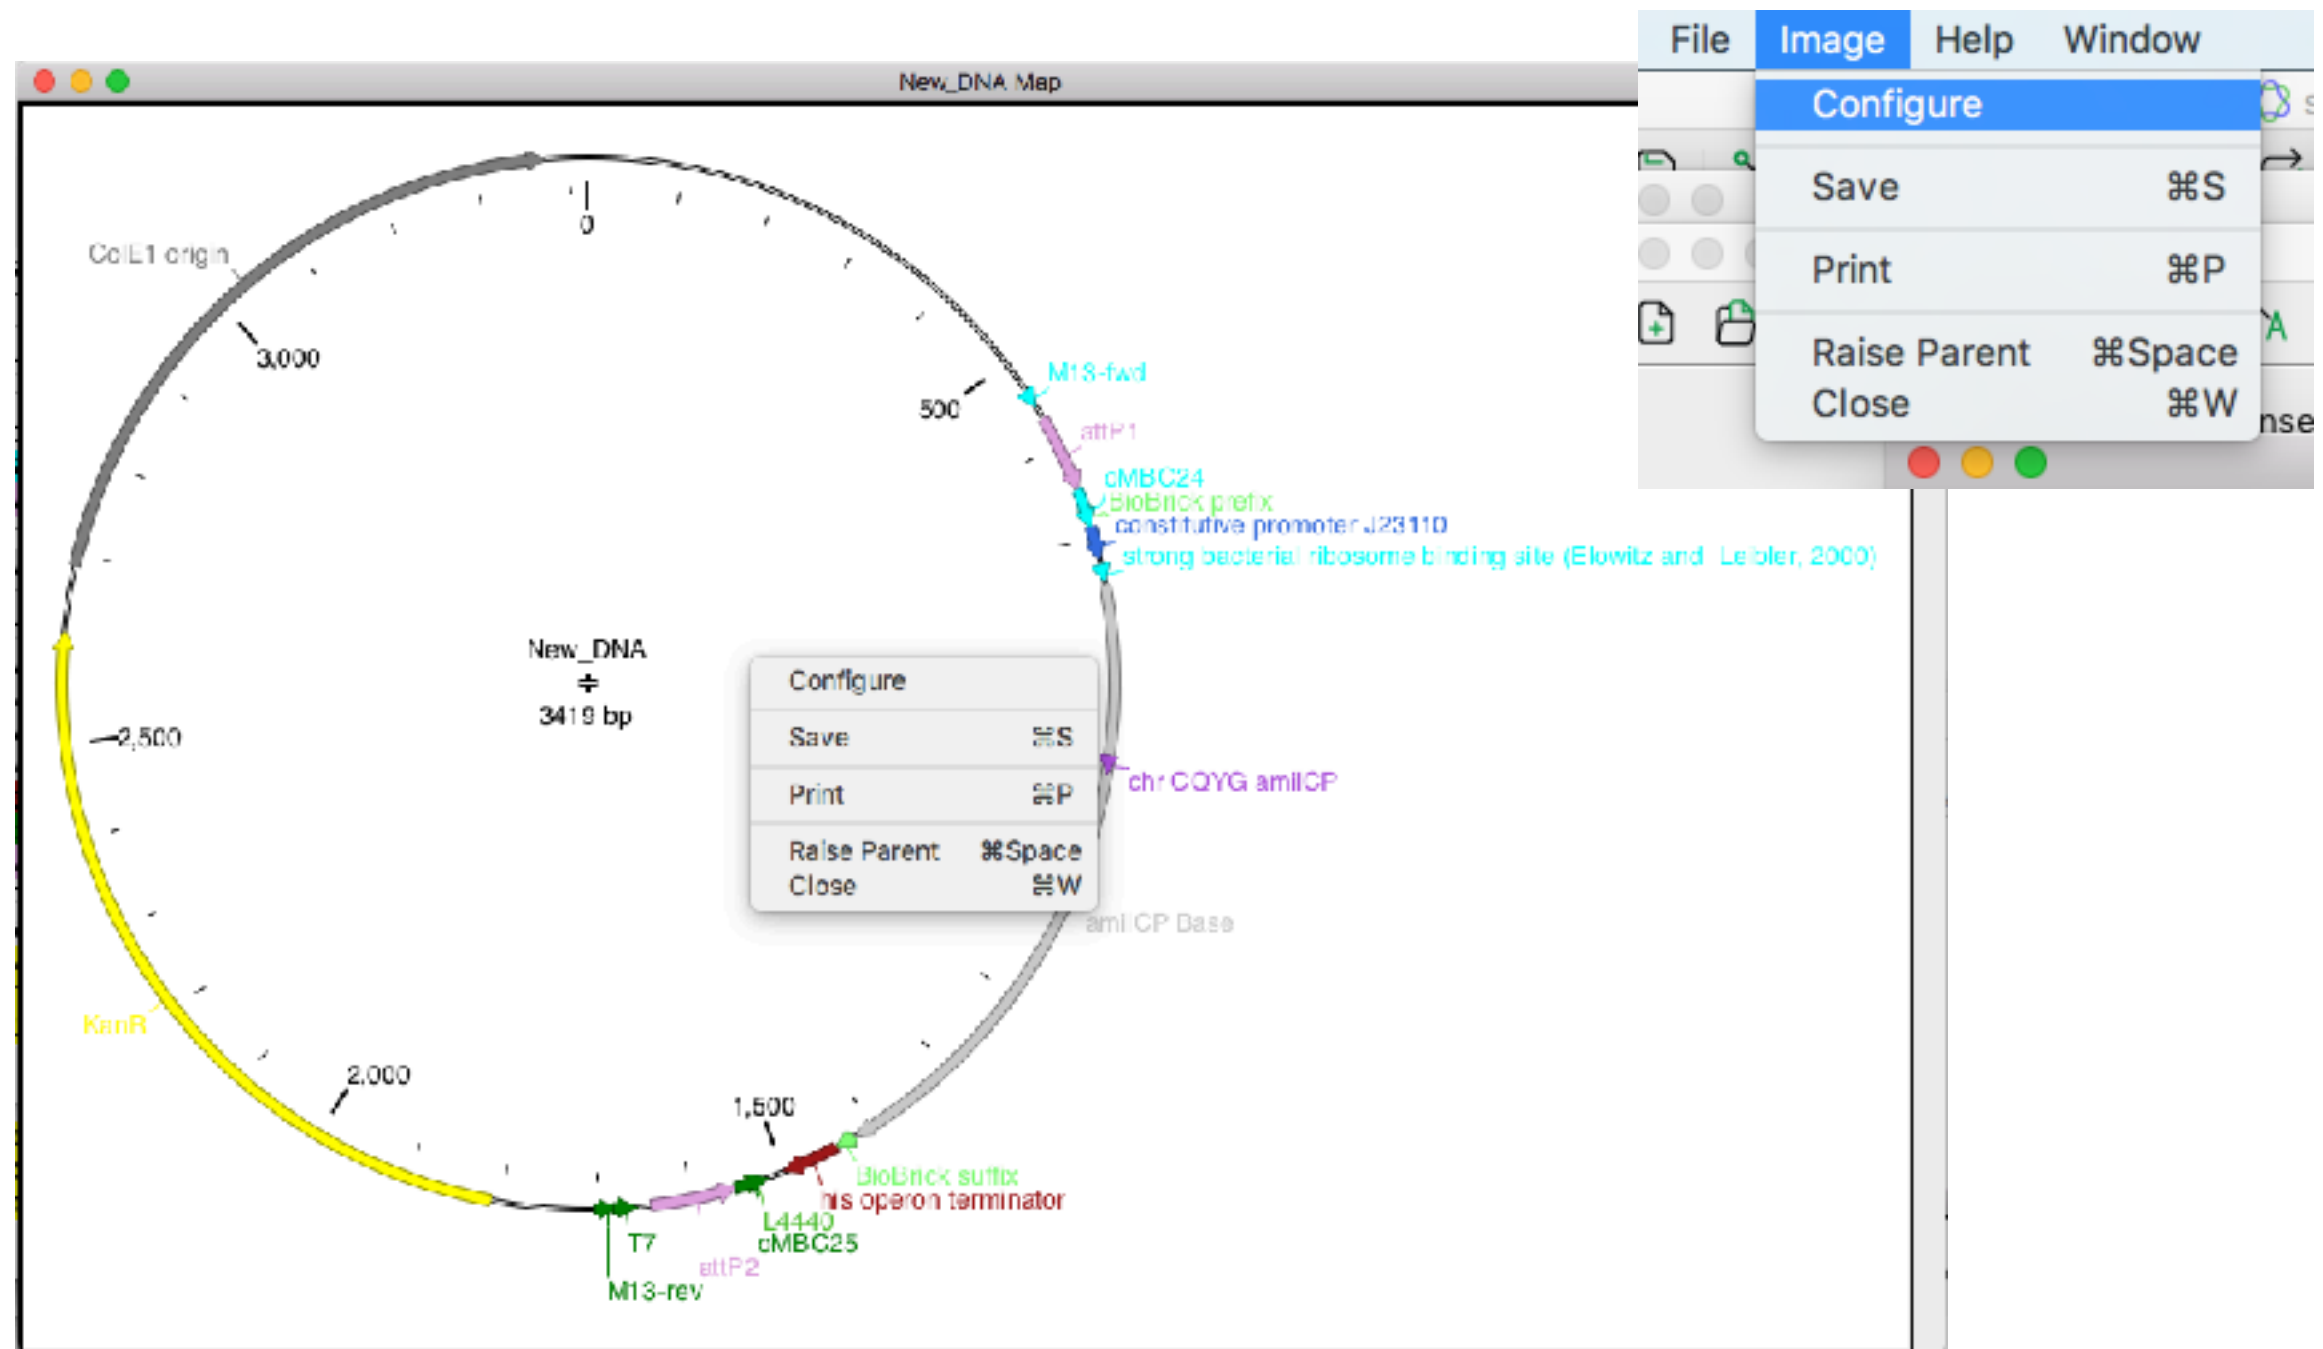 File Image Help Window
Configure
Save ⌘S
Print ⌘P
Raise Parent ⌘Space
Close ⌘W
New_DNA Map
0
ColE1 origin
3,000
M13-fwd
500
attP1
oMBC24
BioBrick prefix
constitutive promoter J23110
strong bacterial ribosome binding site (Elowitz and Leibler, 2000)
New_DNA
3419 bp
Configure
Save ⌘S
Print ⌘P
Raise Parent ⌘Space
Close ⌘W
2,500
chr CQYG amilCP
amilCP Base
KanR
2,000
1,500
BioBrick suffix
his operon terminator
L4440
oMBC25
T7
attP2
M13-rev